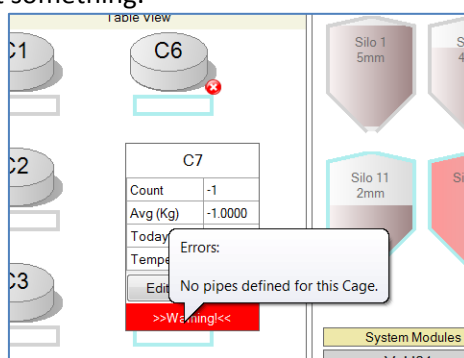 something.
Table View
C1
C6
Silo 1
5mm
C2
C7
Count -1
Avg (Kg) -1.0000
Today
Tempe
Edit
Errors:
No pipes defined for this Cage.
>>Warning!<<
Silo 11
2mm
C3
System Modules